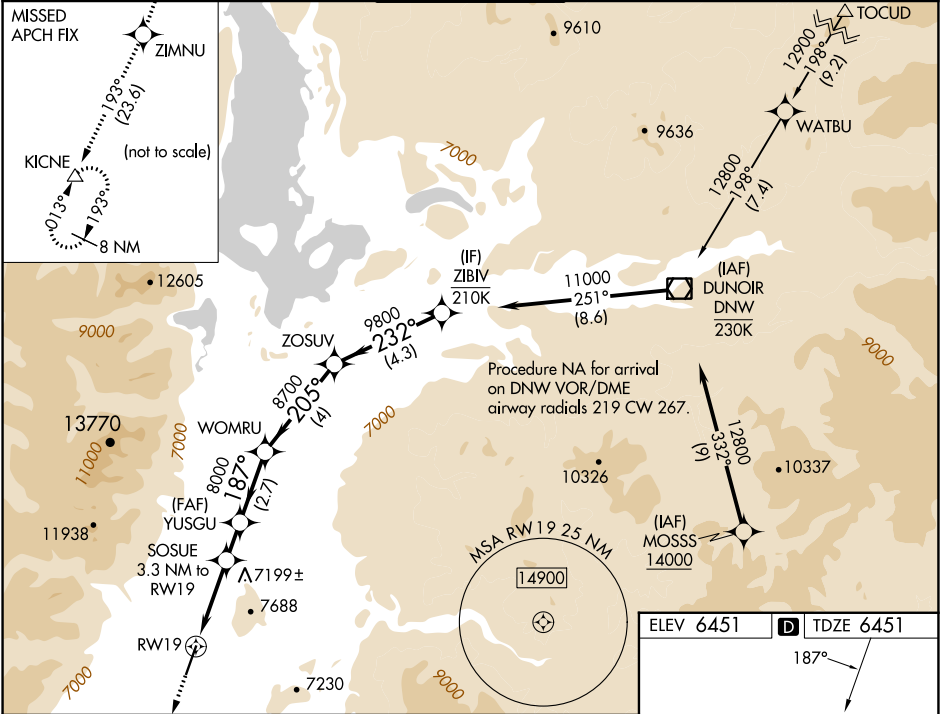 MISSED
APCH FIX
ZIMNU
193°
(23.6)
(not to scale)
KICNE
013°
193°
8 NM
9610
TOCUD
12900
198°
(9.2)
WATBU
9636
7000
12800
198°
(7.4)
12605
9000
(IF)
ZIBIV
210K
11000
251°
(8.6)
(IAF)
DUNOIR
DNW
230K
9800
232°
(4.3)
ZOSUV
9000
Procedure NA for arrival
on DNW VOR/DME
airway radials 219 CW 267.
8700
205°
(4)
7000
13770
11000
7000
WOMRU
12800
332°
(9)
8000
187°
(2.7)
10326
10337
(FAF)
YUSGU
11938
(IAF)
MOSSS
14000
SOSUE
3.3 NM to
RW19
7199±
7688
MSA RW 19 25 NM
14900
RW19
ELEV 6451
D
TDZE 6451
187°
7000
7230
9000